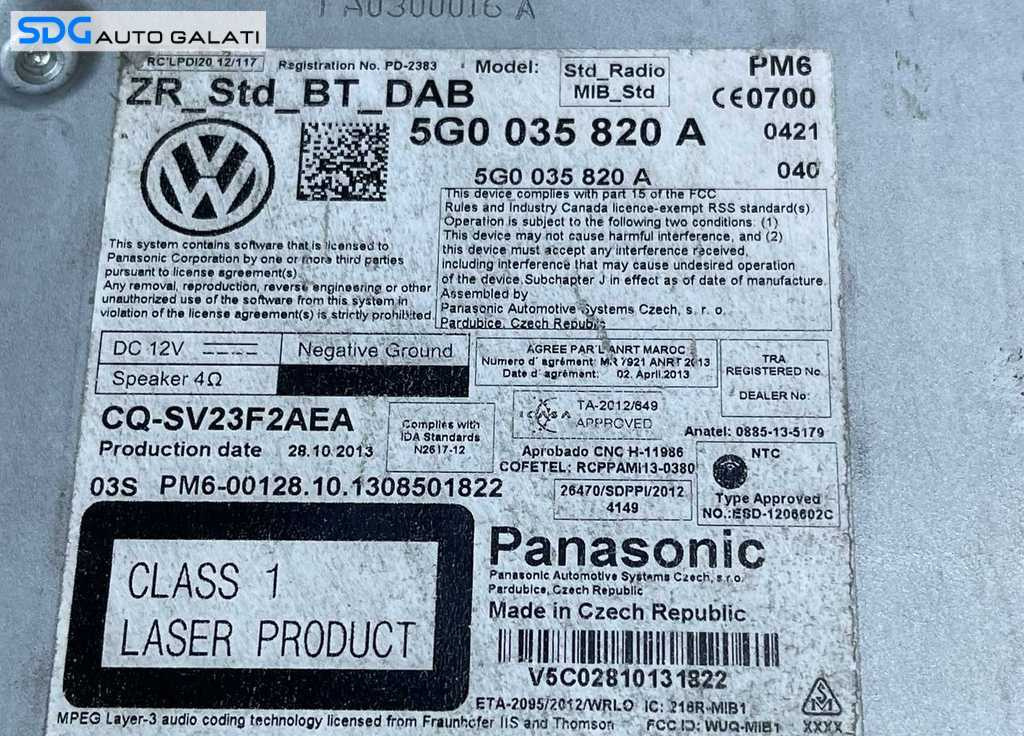 1 A0300016 A
SDG AUTO GALATI
RC'LPDI20 12/117
Registration No. PD-2383
Model:
Std_Radio
MIB_Std
PM6
ZR_Std_BT_DAB
CE0700
5G0 035 820 A
0421
5G0 035 820 A
040
This device complies with part 15 of the FCC
Rules and Industry Canada licence-exempt RSS standard(s).
Operation is subject to the following two conditions: (1)
This device may not cause harmful interference, and (2)
this device must accept any interference received,
including interference that may cause undesired operation
of the device.Subchapter J in effect as of date of manufacture.
Assembled by
Panasonic Automotive Systems Czech, s. r. o.
Pardubice, Czech Republic
This system contains software that is licensed to
Panasonic Corporation by one or more third parties
pursuant to license agreement(s).
Any removal, reproduction, reverse engineering or other
unauthorized use of the software from this system in
violation of the license agreement(s) is strictly prohibited.
DC 12V
Negative Ground
Speaker 4Ω
AGREE PAR L'ANRT MAROC
Numero d' agrément: MR 7921 ANRT 2013
Date d' agrément: 02. April.2013
TRA
REGISTERED No:
DEALER No:
CQ-SV23F2AEA
Production date 28.10.2013
Complies with
IDA Standards
N2617-12
ICASA
TA-2012/649
APPROVED
Anatel: 0885-13-5179
Aprobado CNC H-11986
COFETEL: RCPPAMI13-0380
NTC
Type Approved
NO.:ESD-1206602C
03S PM6-00128.10.1308501822
26470/SDPPI/2012
4149
CLASS 1
LASER PRODUCT
Panasonic
Panasonic Automotive Systems Czech, s.r.o.
Pardubice, Czech Republic
Made in Czech Republic
V5C02810131822
ETA-2095/2012/WRLO IC: 216R-MIB1
MPEG Layer-3 audio coding technology licensed from Fraunhofer IIS and Thomson
FCC ID: WUQ-MIB1
XXXX